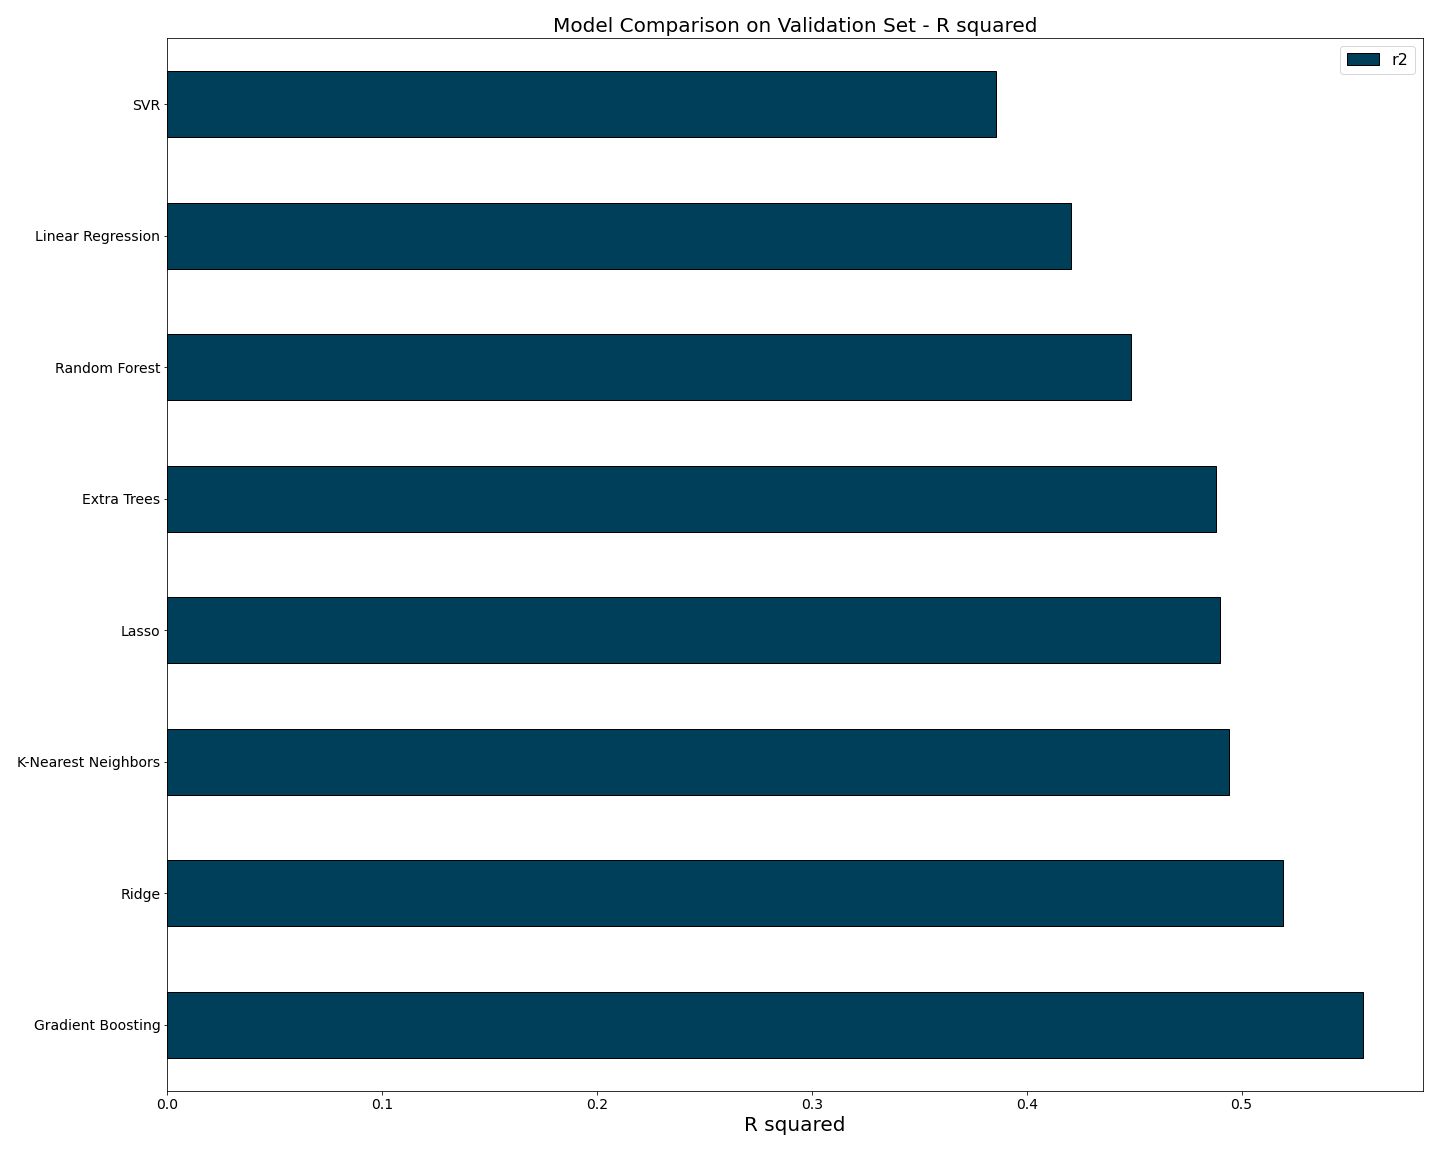 Model Comparison on Validation Set - R squared
r2
SVR
Linear Regression
Random Forest
Extra Trees
Lasso
K-Nearest Neighbors
Ridge
Gradient Boosting
0.0 0.1 0.2 0.3 0.4 0.5
R squared